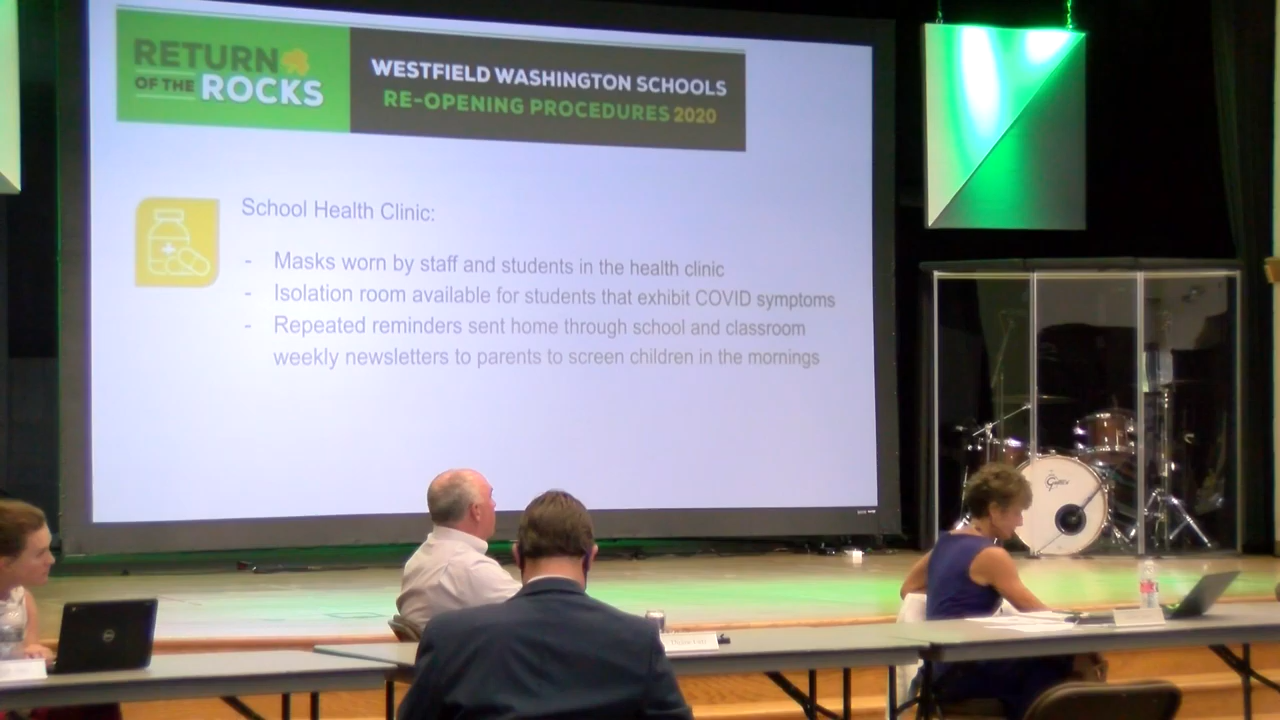 RETURN
OF THE ROCKS
WESTFIELD WASHINGTON SCHOOLS
RE-OPENING PROCEDURES 2020
School Health Clinic:
- Masks worn by staff and students in the health clinic
- Isolation room available for students that exhibit COVID symptoms
- Repeated reminders sent home through school and classroom
weekly newsletters to parents to screen children in the mornings
Gretsch
DELL